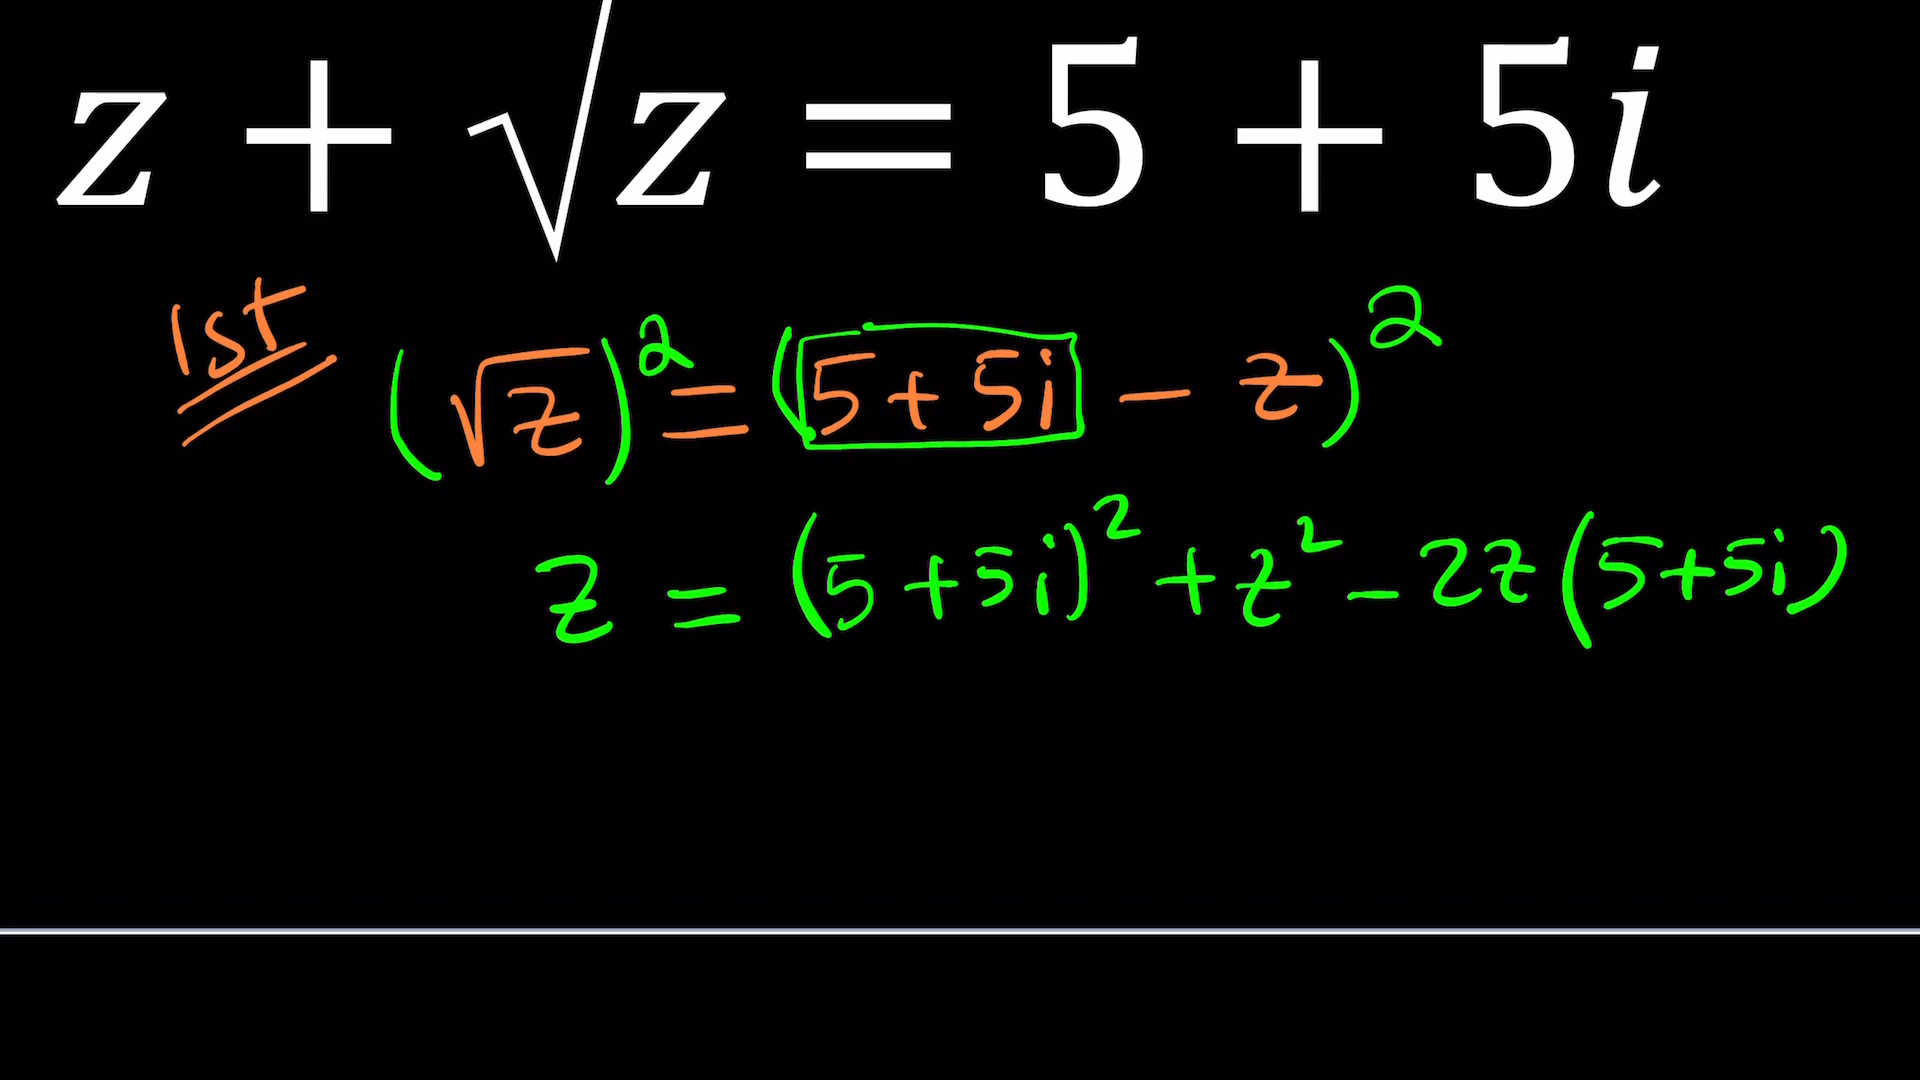 z + √z = 5 + 5i
1st
(√z)² = (5 + 5i - z)²
z = (5 + 5i)² + z² - 2z(5 + 5i)